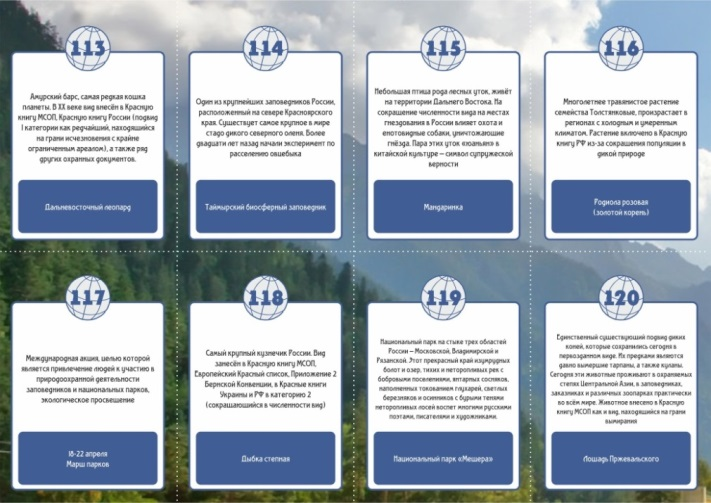 113
Амурский барс, самая редкая кошка
планеты. В XX веке вид внесён в Красную
книгу МСОП, Красную книгу России (подвид
I категории как редчайший, находящийся
на грани исчезновения с крайне
ограниченным ареалом), а также ряд
других охранных документов.
Дальневосточный леопард
114
Один из крупнейших заповедников России,
расположенный на севере Красноярского
края. Существует самое крупное в мире
стадо дикого северного оленя. Более
двадцати лет назад начали эксперимент по
расселению овцебыка
Таймырский биосферный заповедник
115
Небольшая птица рода лесных уток, живёт
на территории Дальнего Востока. На
сокращение численности вида на местах
гнездования в России влияет охота и
енотовидные собаки, уничтожающие
гнёзда. Пара этих уток «юаньян» в
китайской культуре – символ супружеской
верности
Мандаринка
116
Многолетнее травянистое растение
семейства Толстянковые, произрастает в
регионах с холодным и умеренным
климатом. Растение включено в Красную
книгу РФ из-за сокращения популяции в
дикой природе
Родиола розовая
(золотой корень)
117
Международная акция, целью которой
является привлечение людей к участию в
природоохранной деятельности
заповедников и национальных парков,
экологическое просвещение
18-22 апреля
Марш парков
118
Самый крупный кузнечик России. Вид
занесён в Красную книгу МСОП,
Европейский Красный список, Приложение 2
Бернской Конвенции, в Красные книги
Украины и РФ в категорию 2
(сокращающийся в численности вид)
Дыбка степная
119
Национальный парк на стыке трех областей
России – Московской, Владимирской и
Рязанской. Этот прекрасный край изумрудных
болот и озер, тихих и неторопливых рек с
бобровыми поселениями, янтарных сосняков,
наполненных токованием глухарей, светлых
березняков и осинников с бурыми тенями
неторопливых лосей воспет многими русскими
поэтами, писателями и художниками.
Национальный парк «Мещера»
120
Единственный существующий подвид диких
коней, которые сохранились сегодня в
первозданном виде. Их предками являются
давно вымершие тарпаны, а также куланы.
Сегодня эти животные проживают в охраняемых
степях Центральной Азии, в заповедниках,
заказниках и различных зоопарках практически
во всём мире. Животное внесено в Красную
книгу МСОП как и вид, находящийся на грани
вымирания
Лошадь Пржевальского